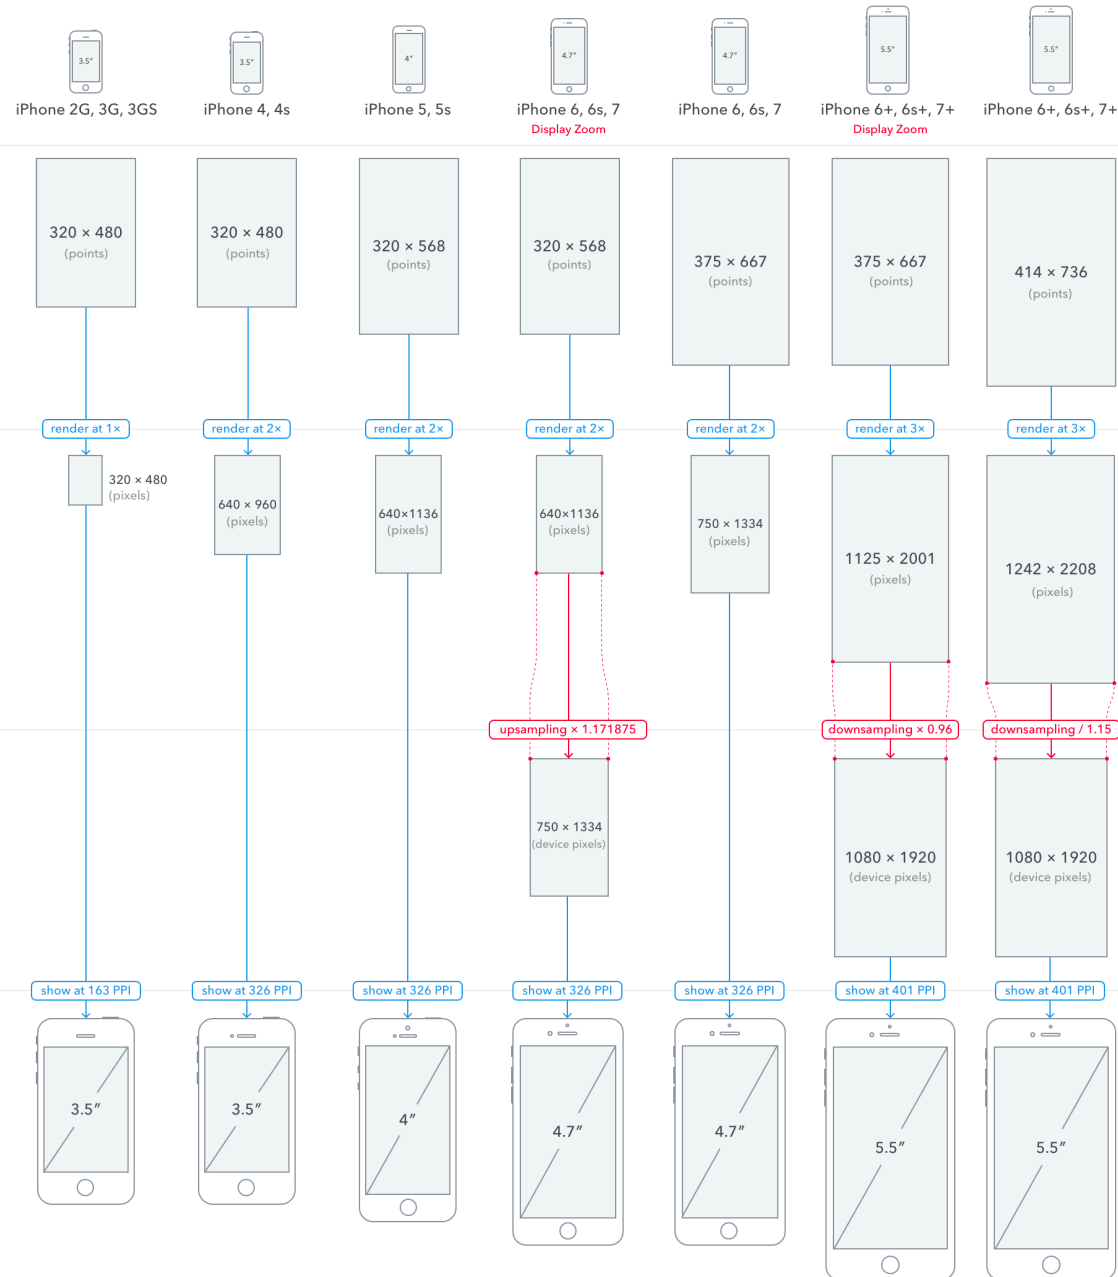 3.5″
3.5″
4″
4.7″
4.7″
5.5″
5.5″
iPhone 2G, 3G, 3GS
iPhone 4, 4s
iPhone 5, 5s
iPhone 6, 6s, 7
iPhone 6, 6s, 7
iPhone 6+, 6s+, 7+
iPhone 6+, 6s+, 7+
Display Zoom
Display Zoom
320 × 480
(points)
320 × 480
(points)
320 × 568
(points)
320 × 568
(points)
375 × 667
(points)
375 × 667
(points)
414 × 736
(points)
render at 1×
render at 2×
render at 2×
render at 2×
render at 2×
render at 3×
render at 3×
320 × 480
(pixels)
640 × 960
(pixels)
640×1136
(pixels)
640×1136
(pixels)
750 × 1334
(pixels)
1125 × 2001
(pixels)
1242 × 2208
(pixels)
upsampling × 1.171875
downsampling × 0.96
downsampling / 1.15
750 × 1334
(device pixels)
1080 × 1920
(device pixels)
1080 × 1920
(device pixels)
show at 163 PPI
show at 326 PPI
show at 326 PPI
show at 326 PPI
show at 326 PPI
show at 401 PPI
show at 401 PPI
3.5″
3.5″
4″
4.7″
4.7″
5.5″
5.5″